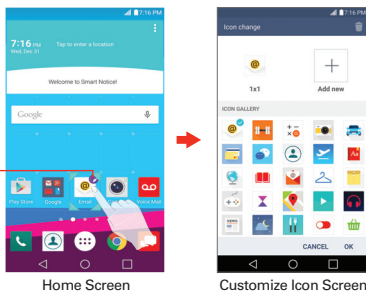 7:16 PM
7:16 PM
Wed, Dec 31
Tap to enter a location
Welcome to Smart Notice!
Google
Play Store
Google
Email
Voice Mail
Home Screen
7:16 PM
Icon change
@
1x1
Add new
ICON GALLERY
@
Aa
NEWS
CANCEL
OK
Customize Icon Screen